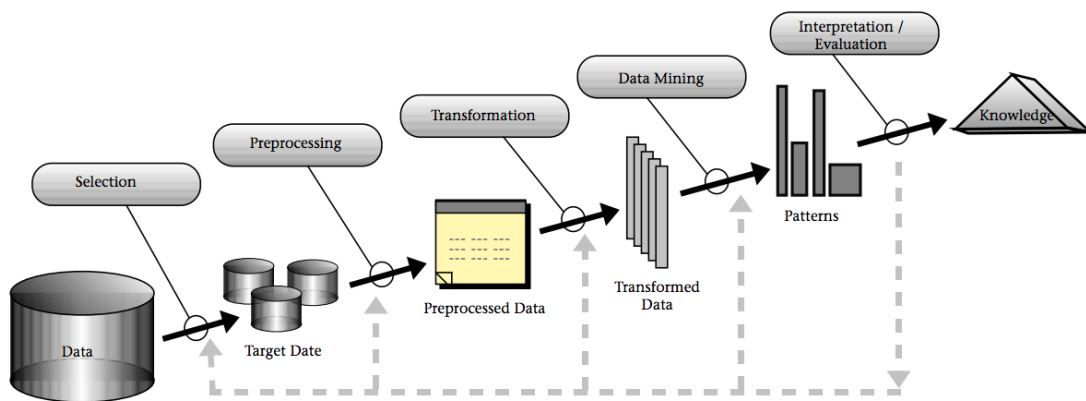 Interpretation /
Evaluation
Data Mining
Transformation
Preprocessing
Selection
Data
Target Date
Preprocessed Data
Transformed
Data
Patterns
Knowledge